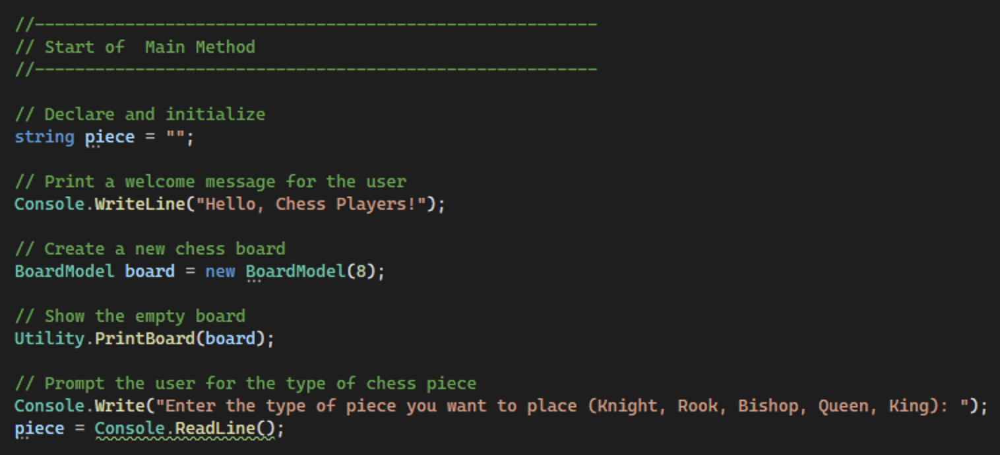 //--------------------------------------------------------
// Start of  Main Method
//--------------------------------------------------------
// Declare and initialize
string piece = "";
// Print a welcome message for the user
Console.WriteLine("Hello, Chess Players!");
// Create a new chess board
BoardModel board = new BoardModel(8);
// Show the empty board
Utility.PrintBoard(board);
// Prompt the user for the type of chess piece
Console.Write("Enter the type of piece you want to place (Knight, Rook, Bishop, Queen, King): ");
piece = Console.ReadLine();